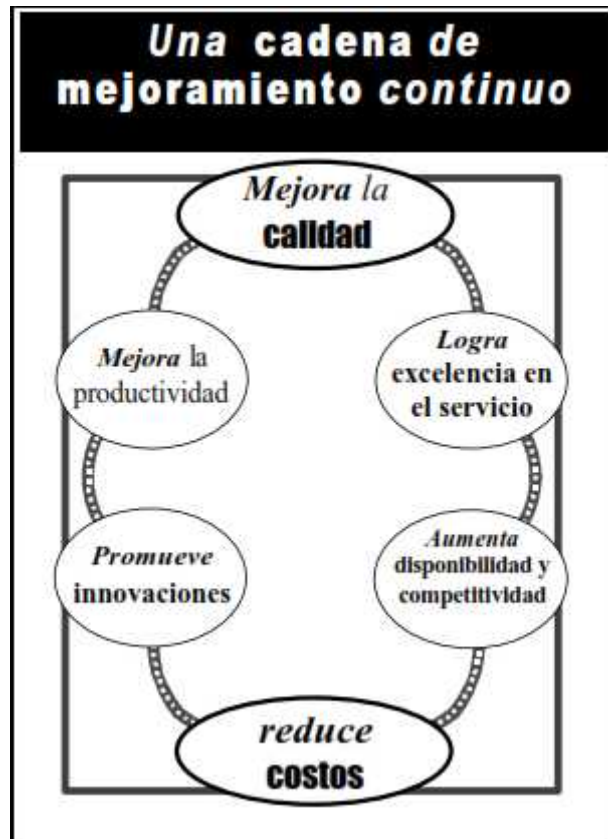 Una cadena de
mejoramiento continuo
Mejora la
calidad
Mejora la
productividad
Logra
excelencia en
el servicio
Promueve
innovaciones
Aumenta
disponibilidad y
competitividad
reduce
costos